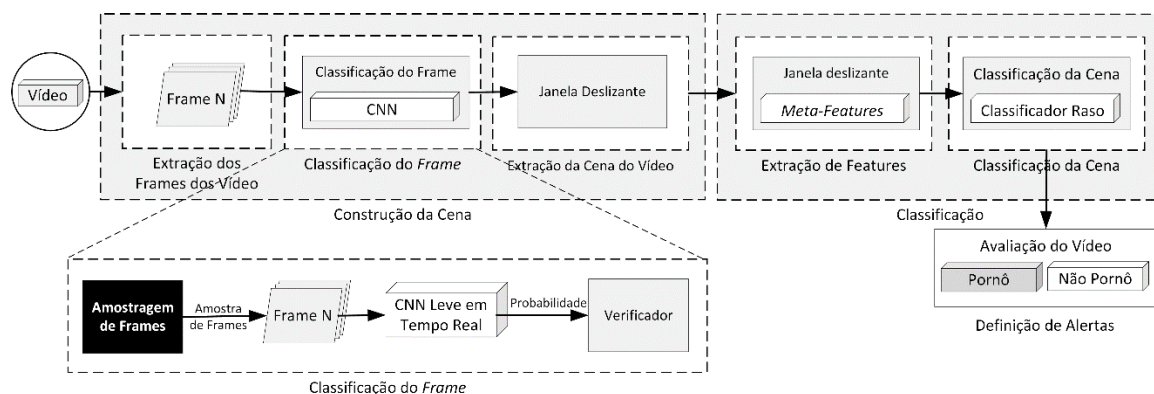 Vídeo
Frame N
Extração dos
Frames dos Vídeo
Classificação do Frame
CNN
Classificação do Frame
Janela Deslizante
Extração da Cena do Vídeo
Construção da Cena
Janela deslizante
Meta-Features
Extração de Features
Classificação da Cena
Classificador Raso
Classificação da Cena
Classificação
Avaliação do Vídeo
Pornô
Não Pornô
Definição de Alertas
Amostragem
de Frames
Amostra
de Frames
Frame N
CNN Leve em
Tempo Real
Probabilidade
Verificador
Classificação do Frame